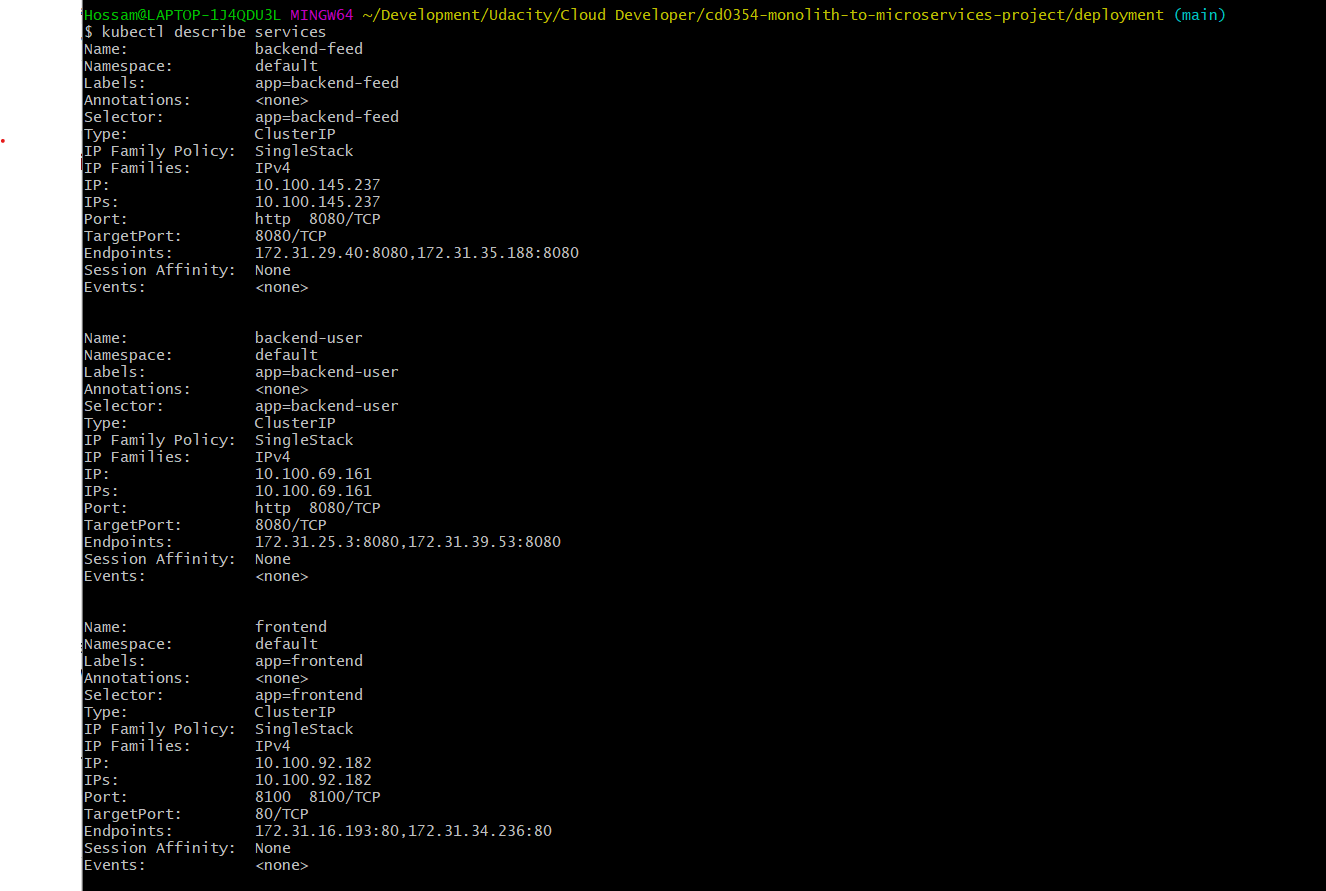 Hossam@LAPTOP-1J4QDU3L MINGW64 ~/Development/Udacity/Cloud Developer/cd0354-monolith-to-microservices-project/deployment (main)
$ kubectl describe services
Name:              backend-feed
Namespace:         default
Labels:            app=backend-feed
Annotations:       <none>
Selector:          app=backend-feed
Type:              ClusterIP
IP Family Policy:  SingleStack
IP Families:       IPv4
IP:                10.100.145.237
IPs:               10.100.145.237
Port:              http  8080/TCP
TargetPort:        8080/TCP
Endpoints:         172.31.29.40:8080,172.31.35.188:8080
Session Affinity:  None
Events:            <none>
Name:              backend-user
Namespace:         default
Labels:            app=backend-user
Annotations:       <none>
Selector:          app=backend-user
Type:              ClusterIP
IP Family Policy:  SingleStack
IP Families:       IPv4
IP:                10.100.69.161
IPs:               10.100.69.161
Port:              http  8080/TCP
TargetPort:        8080/TCP
Endpoints:         172.31.25.3:8080,172.31.39.53:8080
Session Affinity:  None
Events:            <none>
Name:              frontend
Namespace:         default
Labels:            app=frontend
Annotations:       <none>
Selector:          app=frontend
Type:              ClusterIP
IP Family Policy:  SingleStack
IP Families:       IPv4
IP:                10.100.92.182
IPs:               10.100.92.182
Port:              8100  8100/TCP
TargetPort:        80/TCP
Endpoints:         172.31.16.193:80,172.31.34.236:80
Session Affinity:  None
Events:            <none>